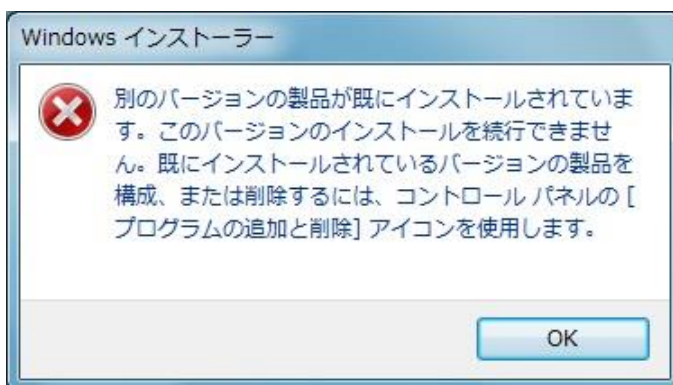 Windows インストーラー
別のバージョンの製品が既にインストールされていま
す。このバージョンのインストールを続行できませ
ん。既にインストールされているバージョンの製品を
構成、または削除するには、コントロール パネルの [
プログラムの追加と削除] アイコンを使用します。
OK